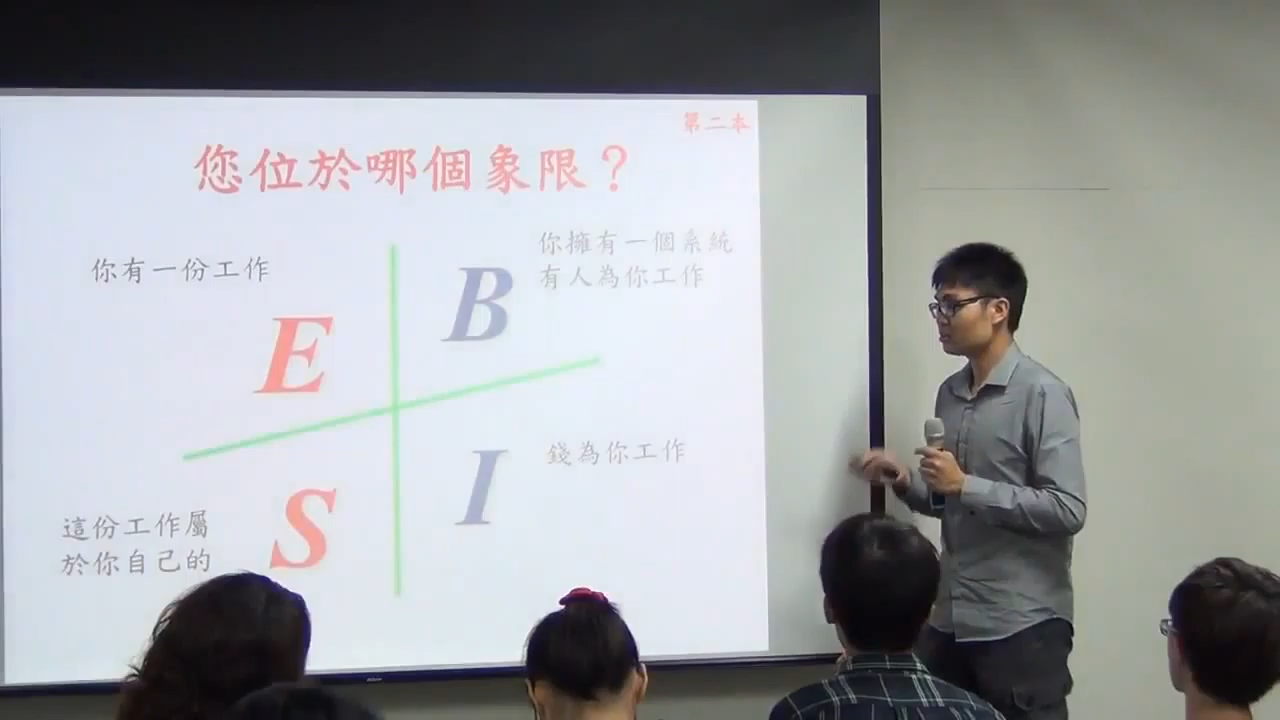 第二本
您位於哪個象限？
你有一份工作
E
B
你擁有一個系統
有人為你工作
S
這份工作屬
於你自己的
I
錢為你工作